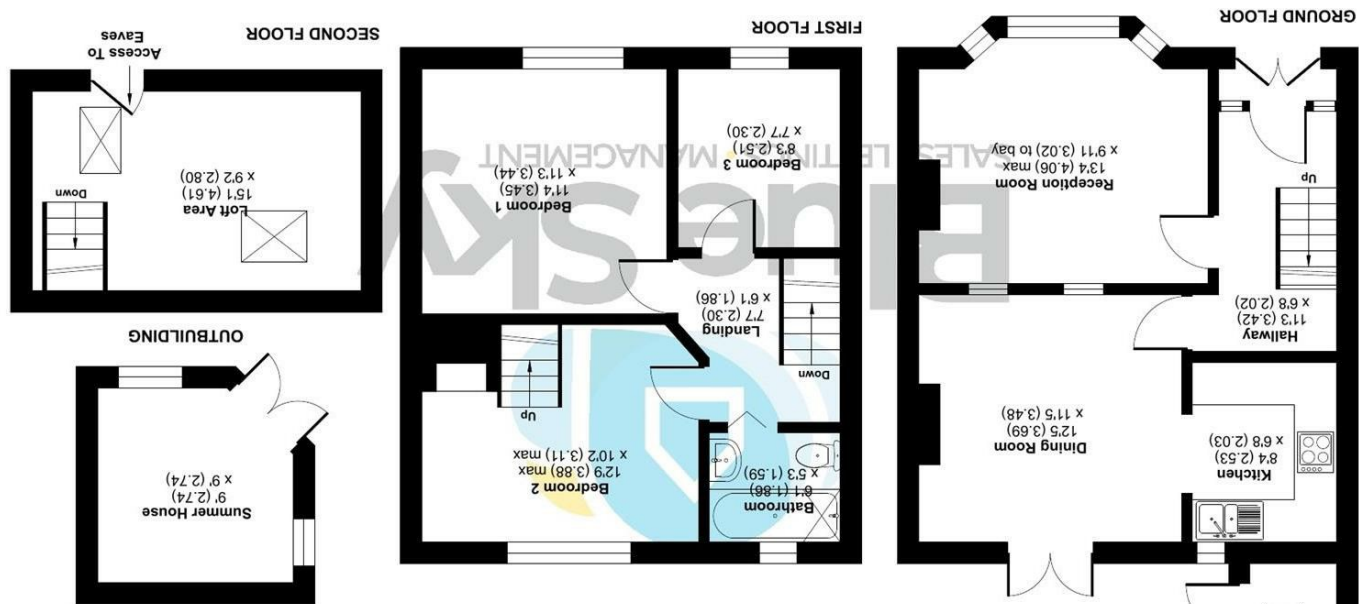 Kitchen
8'4 (2.53)
x 6'8 (2.03)
Dining Room
12'5 (3.69)
x 11'5 (3.48)
Hallway
11'3 (3.42)
x 6'8 (2.02)
Up
Reception Room
13'4 (4.06) max
x 9'11 (3.02) to bay
GROUND FLOOR
Bathroom
6'1 (1.86)
x 5'3 (1.59)
Bedroom 2
12'9 (3.88) max
x 10'2 (3.11) max
Up
Down
Landing
7'7 (2.30)
x 6'1 (1.86)
Bedroom 3
8'3 (2.51)
x 7'7 (2.30)
Bedroom 1
11'4 (3.45)
x 11'3 (3.44)
FIRST FLOOR
Summer House
9' (2.74)
x 9' (2.74)
OUTBUILDING
Loft Area
15'1 (4.61)
x 9'2 (2.80)
Down
Access To
Eaves
SECOND FLOOR
Blue Sky
SALES LETTING MANAGEMENT